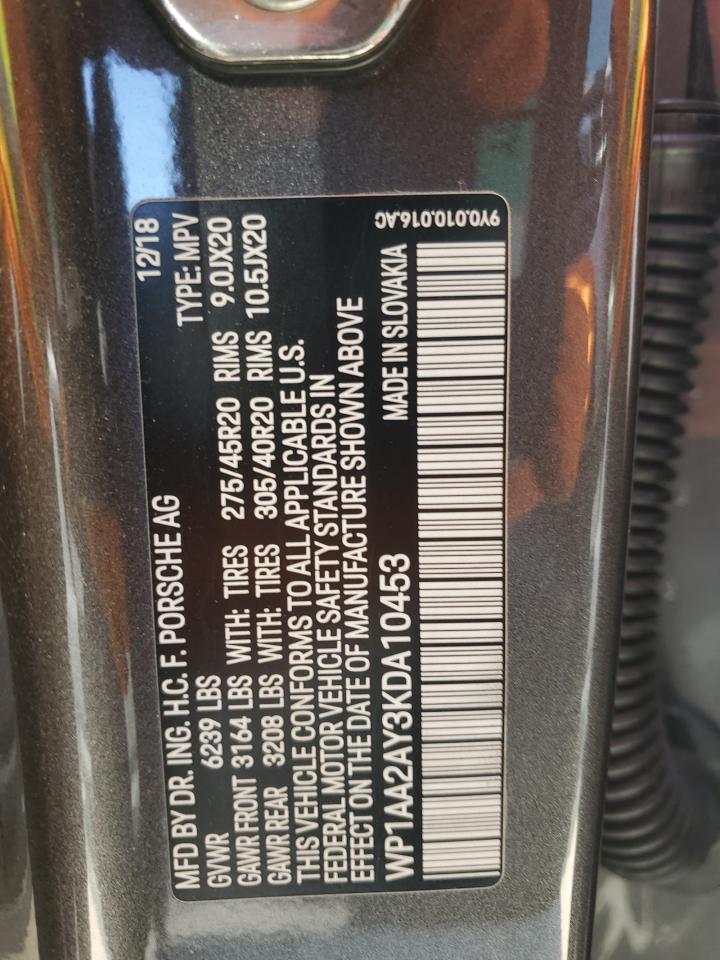 12/18
MFD BY DR. ING. H.C. F. PORSCHE AG TYPE: MPV
GVWR 6239 LBS
GAWR FRONT 3164 LBS WITH: TIRES 275/45R20 RIMS 9.0JX20
GAWR REAR 3208 LBS WITH: TIRES 305/40R20 RIMS 10.5JX20
THIS VEHICLE CONFORMS TO ALL APPLICABLE U.S.
FEDERAL MOTOR VEHICLE SAFETY STANDARDS IN
EFFECT ON THE DATE OF MANUFACTURE SHOWN ABOVE
WP1AA2AY3KDA10453 MADE IN SLOVAKIA
9Y0.010.016.AC